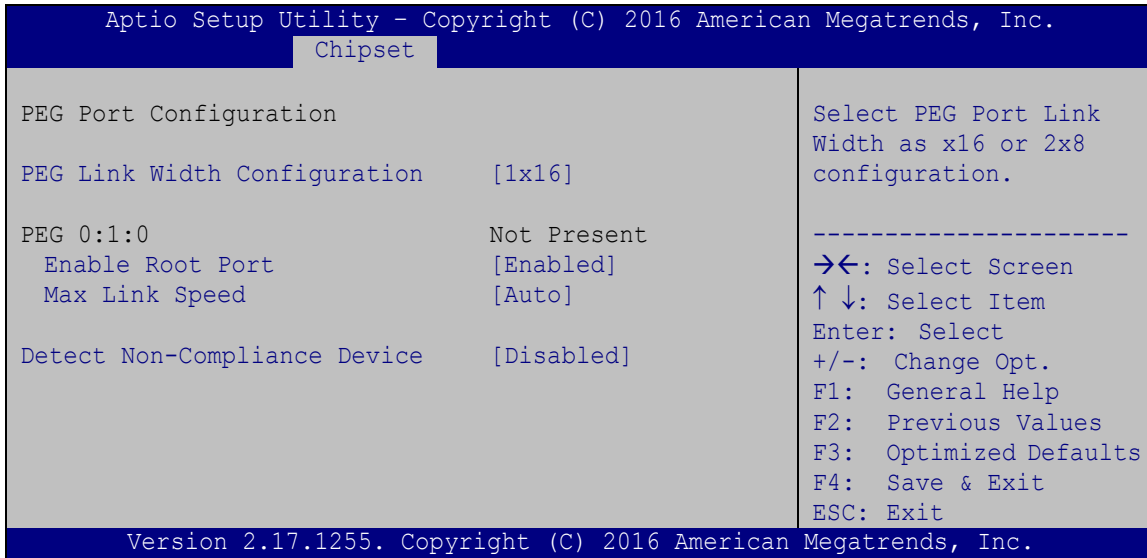 Aptio Setup Utility – Copyright (C) 2016 American Megatrends, Inc.
Chipset
PEG Port Configuration
PEG Link Width Configuration [1x16]
PEG 0:1:0 Not Present
Enable Root Port [Enabled]
Max Link Speed [Auto]
Detect Non-Compliance Device [Disabled]
Select PEG Port Link
Width as x16 or 2x8
configuration.
----------------------
→←: Select Screen
↑ ↓: Select Item
Enter: Select
+/-: Change Opt.
F1: General Help
F2: Previous Values
F3: Optimized Defaults
F4: Save & Exit
ESC: Exit
Version 2.17.1255. Copyright (C) 2016 American Megatrends, Inc.